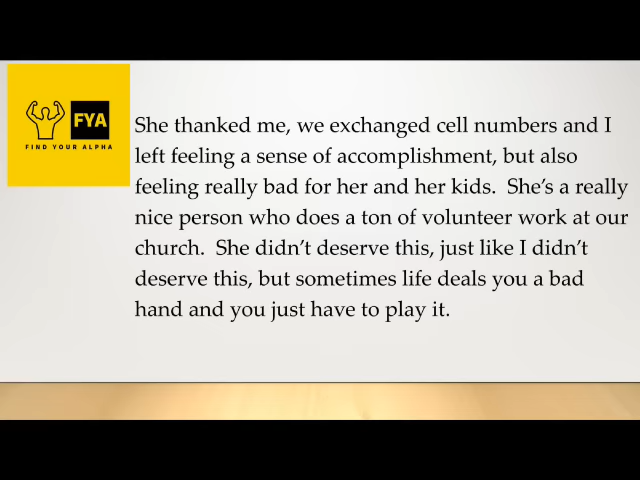 FYA
FIND YOUR ALPHA
She thanked me, we exchanged cell numbers and I
left feeling a sense of accomplishment, but also
feeling really bad for her and her kids.  She’s a really
nice person who does a ton of volunteer work at our
church.  She didn’t deserve this, just like I didn’t
deserve this, but sometimes life deals you a bad
hand and you just have to play it.